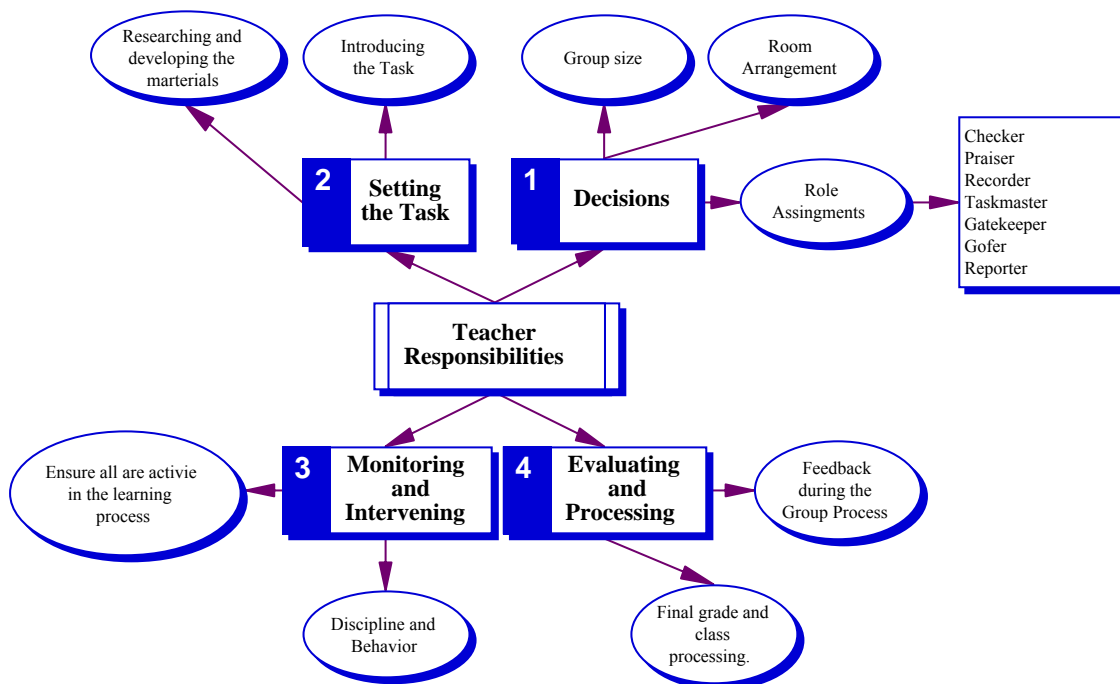 Researching and
developing the
marterials
Introducing
the Task
Group size
Room
Arrangement
Checker
Praiser
Recorder
Taskmaster
Gatekeeper
Gofer
Reporter
2
Setting
the Task
1
Decisions
Role
Assingments
Teacher
Responsibilities
3
Monitoring
and
Intervening
4
Evaluating
and
Processing
Ensure all are activie
in the learning
process
Feedback
during the
Group Process
Discipline and
Behavior
Final grade and
class
processing.